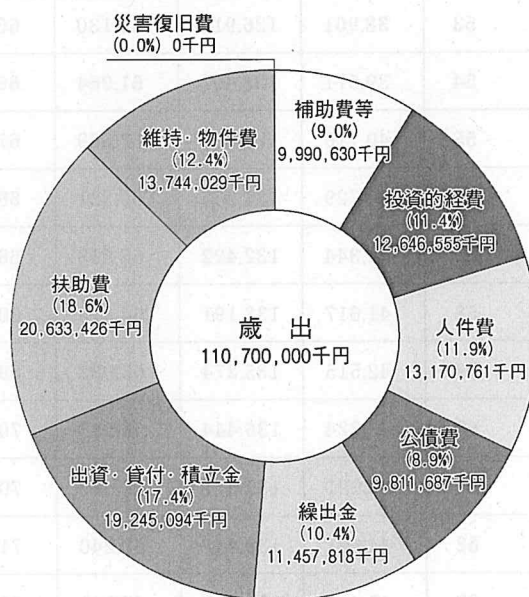 災害復旧費
(0.0%) 0千円
補助費等
(9.0%)
9,990,630千円
投資的経費
(11.4%)
12,646,555千円
人件費
(11.9%)
13,170,761千円
公債費
(8.9%)
9,811,687千円
繰出金
(10.4%)
11,457,818千円
出資・貸付・積立金
(17.4%)
19,245,094千円
扶助費
(18.6%)
20,633,426千円
維持・物件費
(12.4%)
13,744,029千円
歳 出
110,700,000千円